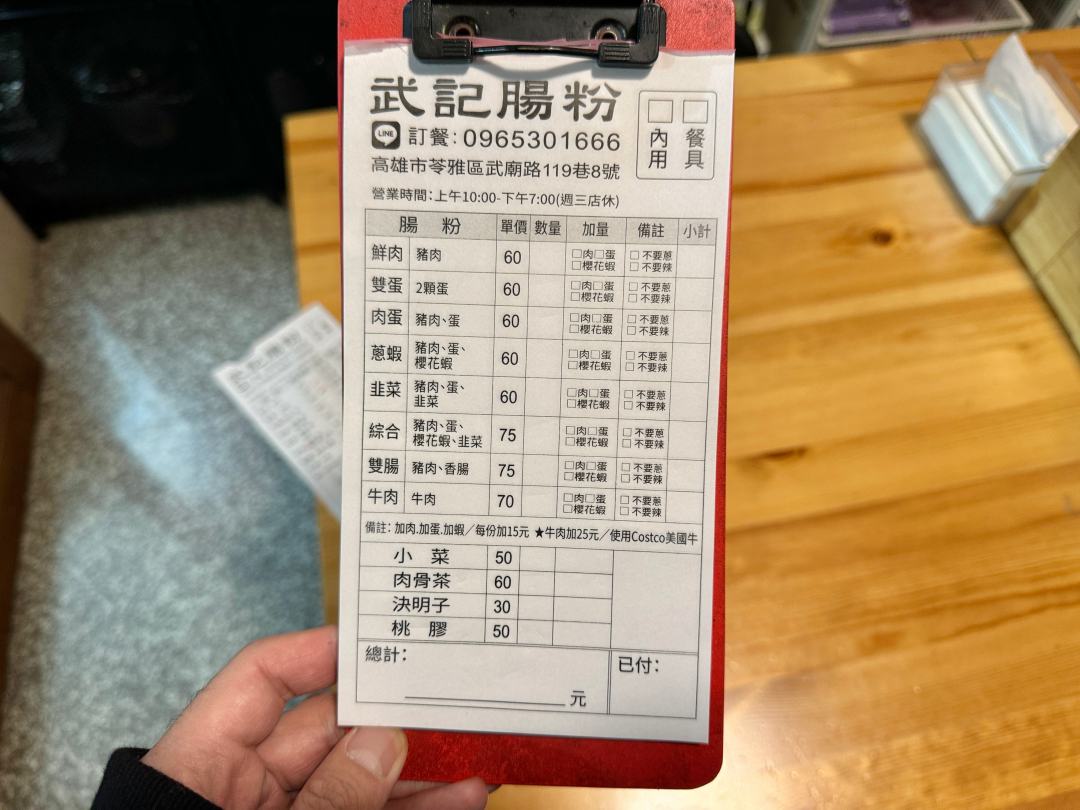 武記腸粉
LINE 訂餐:0965301666
高雄市苓雅區武廟路119巷8號
□內用 □餐具
營業時間:上午10:00-下午7:00(週三店休)
腸 粉 單價 數量 加量 備註 小計
鮮肉 豬肉 60 □肉□蛋 □櫻花蝦 □不要蔥 □不要辣
雙蛋 2顆蛋 60 □肉□蛋 □櫻花蝦 □不要蔥 □不要辣
肉蛋 豬肉、蛋 60 □肉□蛋 □櫻花蝦 □不要蔥 □不要辣
蔥蝦 豬肉、蛋、櫻花蝦 60 □肉□蛋 □櫻花蝦 □不要蔥 □不要辣
韭菜 豬肉、蛋、韭菜 60 □肉□蛋 □櫻花蝦 □不要蔥 □不要辣
綜合 豬肉、蛋、櫻花蝦、韭菜 75 □肉□蛋 □櫻花蝦 □不要蔥 □不要辣
雙腸 豬肉、香腸 75 □肉□蛋 □櫻花蝦 □不要蔥 □不要辣
牛肉 牛肉 70 □肉□蛋 □櫻花蝦 □不要蔥 □不要辣
備註: 加肉.加蛋.加蝦／每份加15元 ★牛肉加25元／使用Costco美國牛
小 菜 50
肉骨茶 60
決明子 30
桃 膠 50
總計: 元
已付: